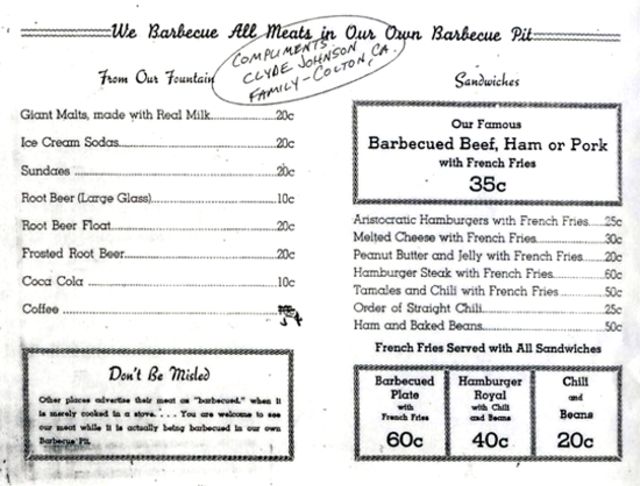 We Barbecue All Meats in Our Own Barbecue Pit
COMPLIMENTS
CLYDE JOHNSON
FAMILY - COLTON, CA.
From Our Fountain
Giant Malts, made with Real Milk 20c
Ice Cream Sodas 20c
Sundaes 20c
Root Beer (Large Glass) 10c
Root Beer Float 20c
Frosted Root Beer 20c
Coca Cola 10c
Coffee
Don't Be Misled
Other places advertise their meat as "barbecued," when it
is merely cooked in a stove. . . . You are welcome to see
our meat while it is actually being barbecued in our own
Barbecue Pit.
Sandwiches
Our Famous
Barbecued Beef, Ham or Pork
with French Fries
35c
Aristocratic Hamburgers with French Fries 25c
Melted Cheese with French Fries 30c
Peanut Butter and Jelly with French Fries 20c
Hamburger Steak with French Fries 60c
Tamales and Chili with French Fries 50c
Order of Straight Chili 25c
Ham and Baked Beans 50c
French Fries Served with All Sandwiches
Barbecued
Plate
with
French Fries
60c
Hamburger
Royal
with Chili
and Beans
40c
Chili
and
Beans
20c